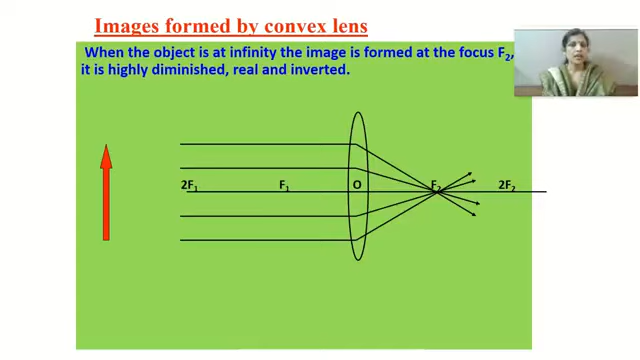 Images formed by convex lens
When the object is at infinity the image is formed at the focus F₂,
it is highly diminished, real and inverted.
2F₁ F₁ O F₂ 2F₂